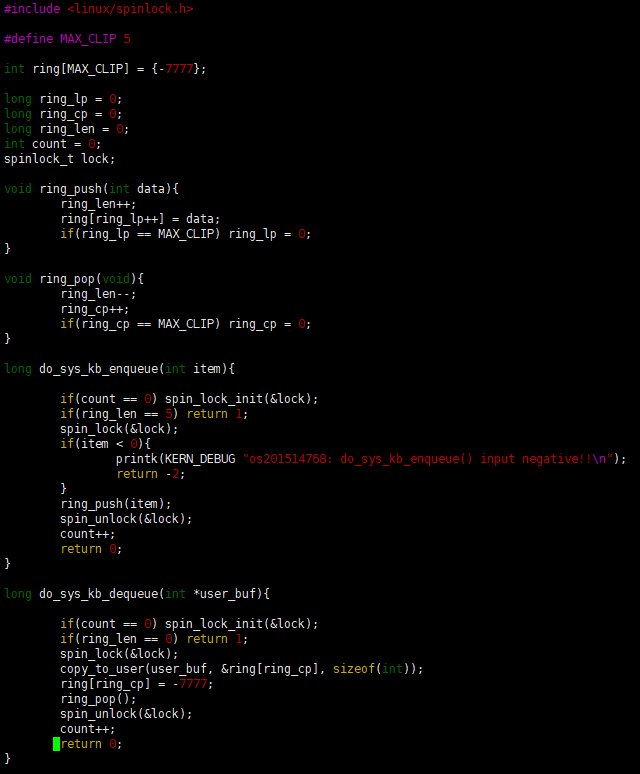 #include <linux/spinlock.h>
#define MAX_CLIP 5
int ring[MAX_CLIP] = {-7777};
long ring_lp = 0;
long ring_cp = 0;
long ring_len = 0;
int count = 0;
spinlock_t lock;
void ring_push(int data){
        ring_len++;
        ring[ring_lp++] = data;
        if(ring_lp == MAX_CLIP) ring_lp = 0;
}
void ring_pop(void){
        ring_len--;
        ring_cp++;
        if(ring_cp == MAX_CLIP) ring_cp = 0;
}
long do_sys_kb_enqueue(int item){
        if(count == 0) spin_lock_init(&lock);
        if(ring_len == 5) return 1;
        spin_lock(&lock);
        if(item < 0){
                printk(KERN_DEBUG "os201514768: do_sys_kb_enqueue() input negative!!\n");
                return -2;
        }
        ring_push(item);
        spin_unlock(&lock);
        count++;
        return 0;
}
long do_sys_kb_dequeue(int *user_buf){
        if(count == 0) spin_lock_init(&lock);
        if(ring_len == 0) return 1;
        spin_lock(&lock);
        copy_to_user(user_buf, &ring[ring_cp], sizeof(int));
        ring[ring_cp] = -7777;
        ring_pop();
        spin_unlock(&lock);
        count++;
        return 0;
}